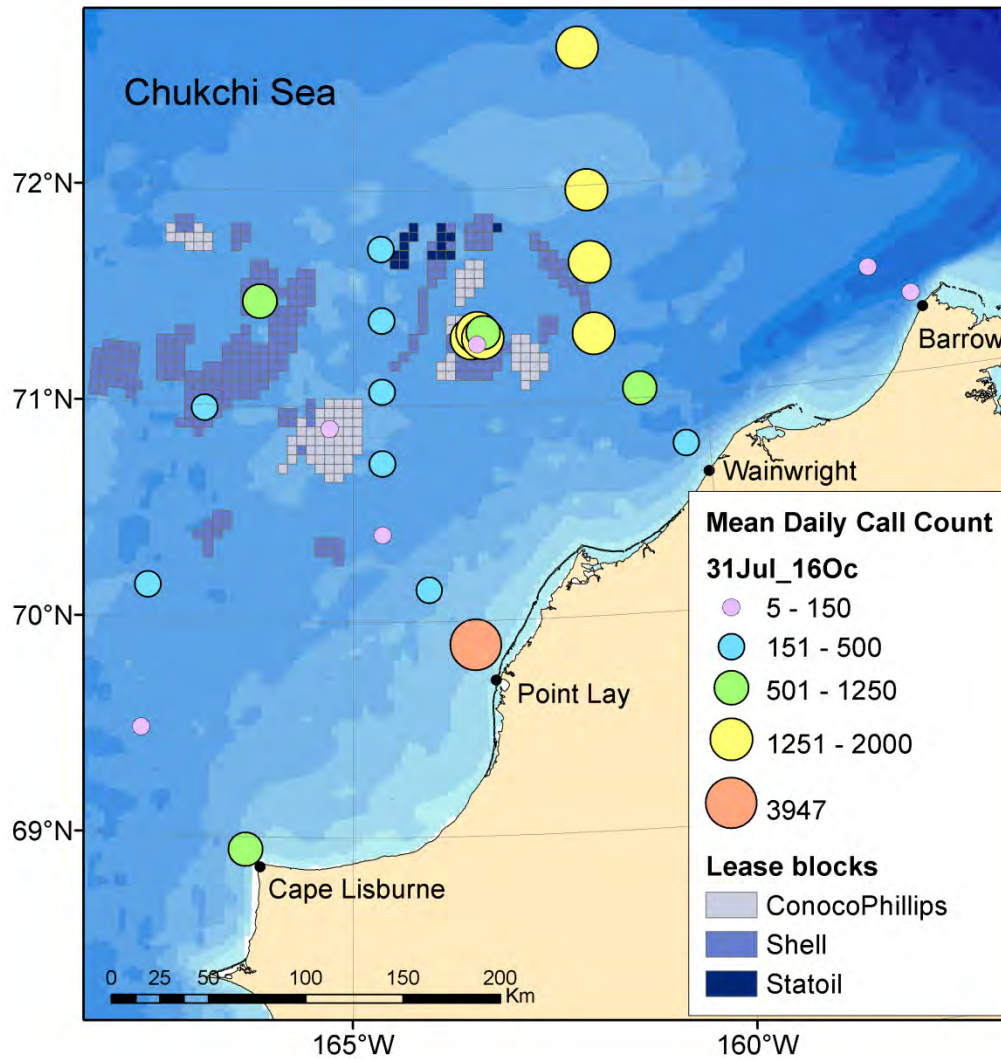 Chukchi Sea
72°N
71°N
70°N
69°N
Barrow
Wainwright
Point Lay
Cape Lisburne
Mean Daily Call Count
31Jul_16Oc
5 - 150
151 - 500
501 - 1250
1251 - 2000
3947
Lease blocks
ConocoPhillips
Shell
Statoil
0 25 50 100 150 200
Km
165°W 160°W